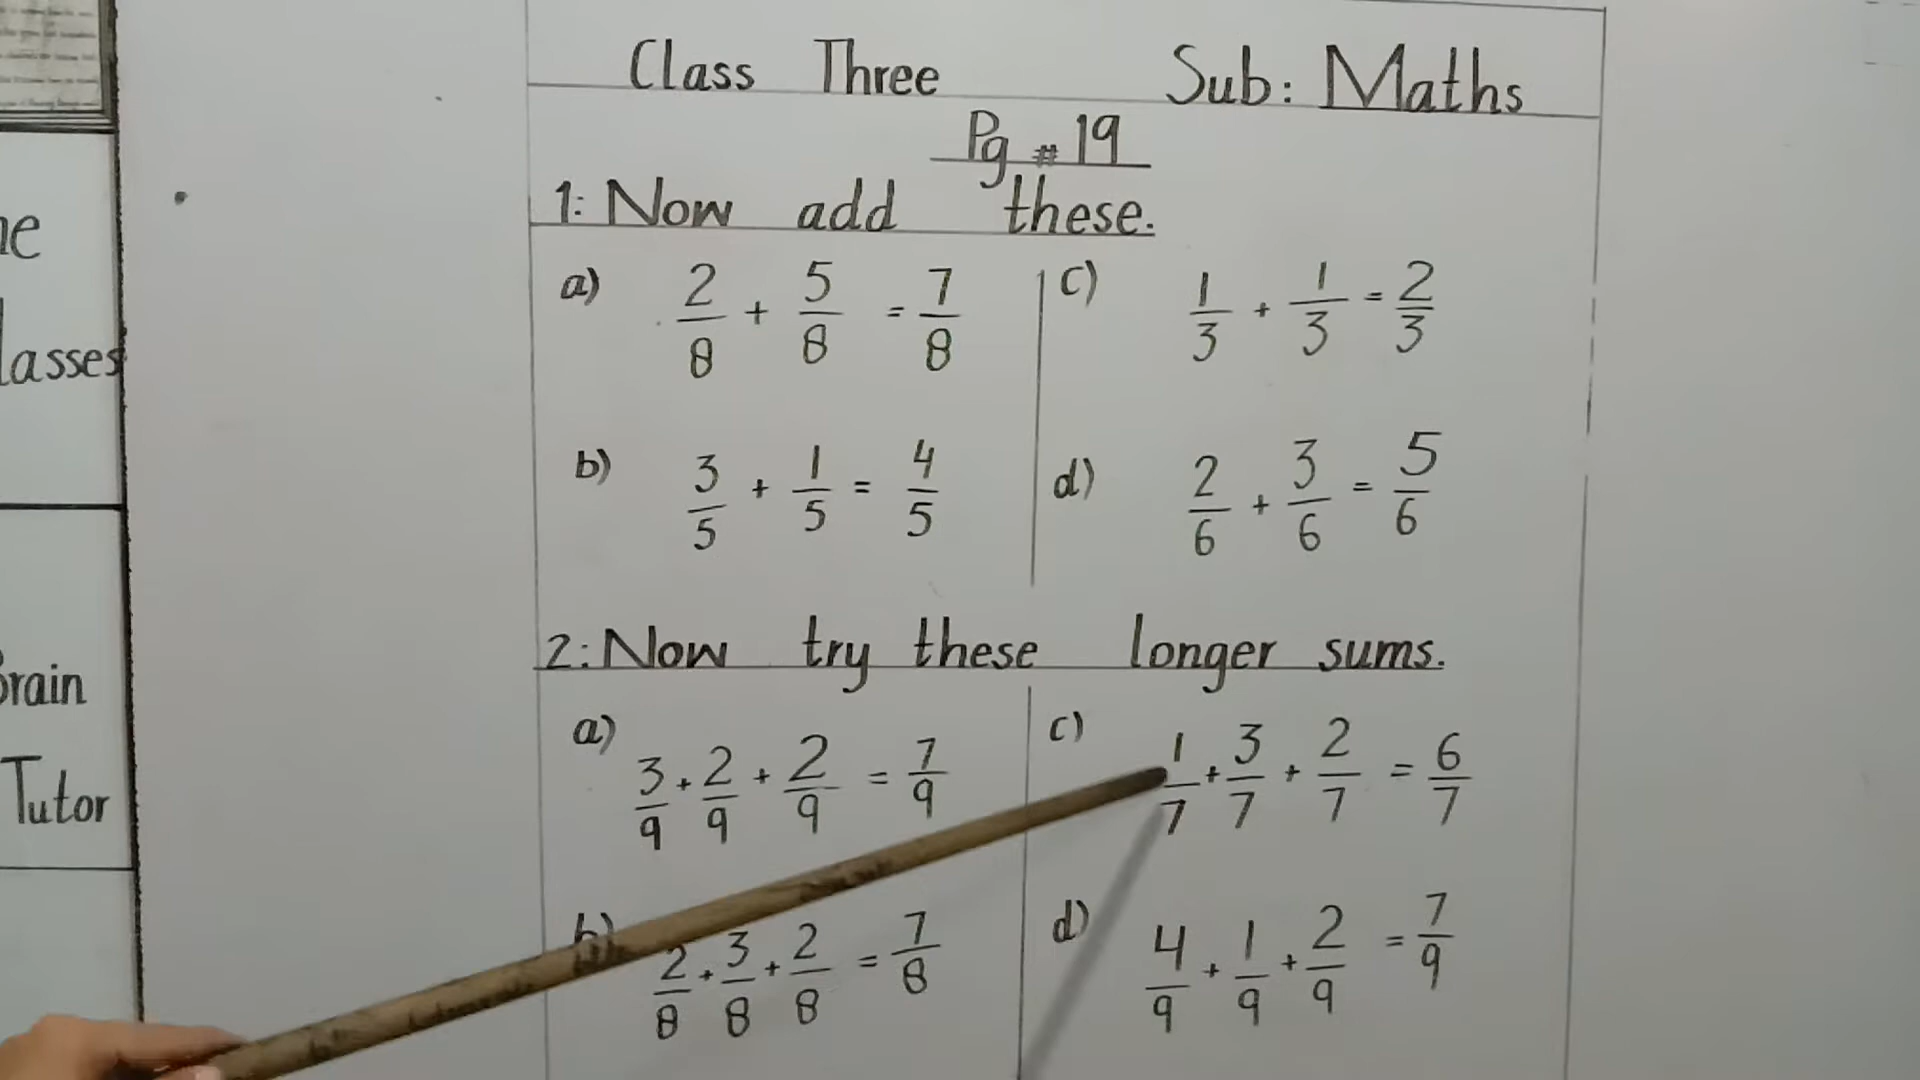 Class Three Sub: Maths
Pg # 19
1: Now add these.
a) 2/8 + 5/8 = 7/8
c) 1/3 + 1/3 = 2/3
b) 3/5 + 1/5 = 4/5
d) 2/6 + 3/6 = 5/6
2: Now try these longer sums.
a) 3/9 + 2/9 + 2/9 = 7/9
c) 1/7 + 3/7 + 2/7 = 6/7
b) 2/8 + 3/8 + 2/8 = 7/8
d) 4/9 + 1/9 + 2/9 = 7/9
Tutor